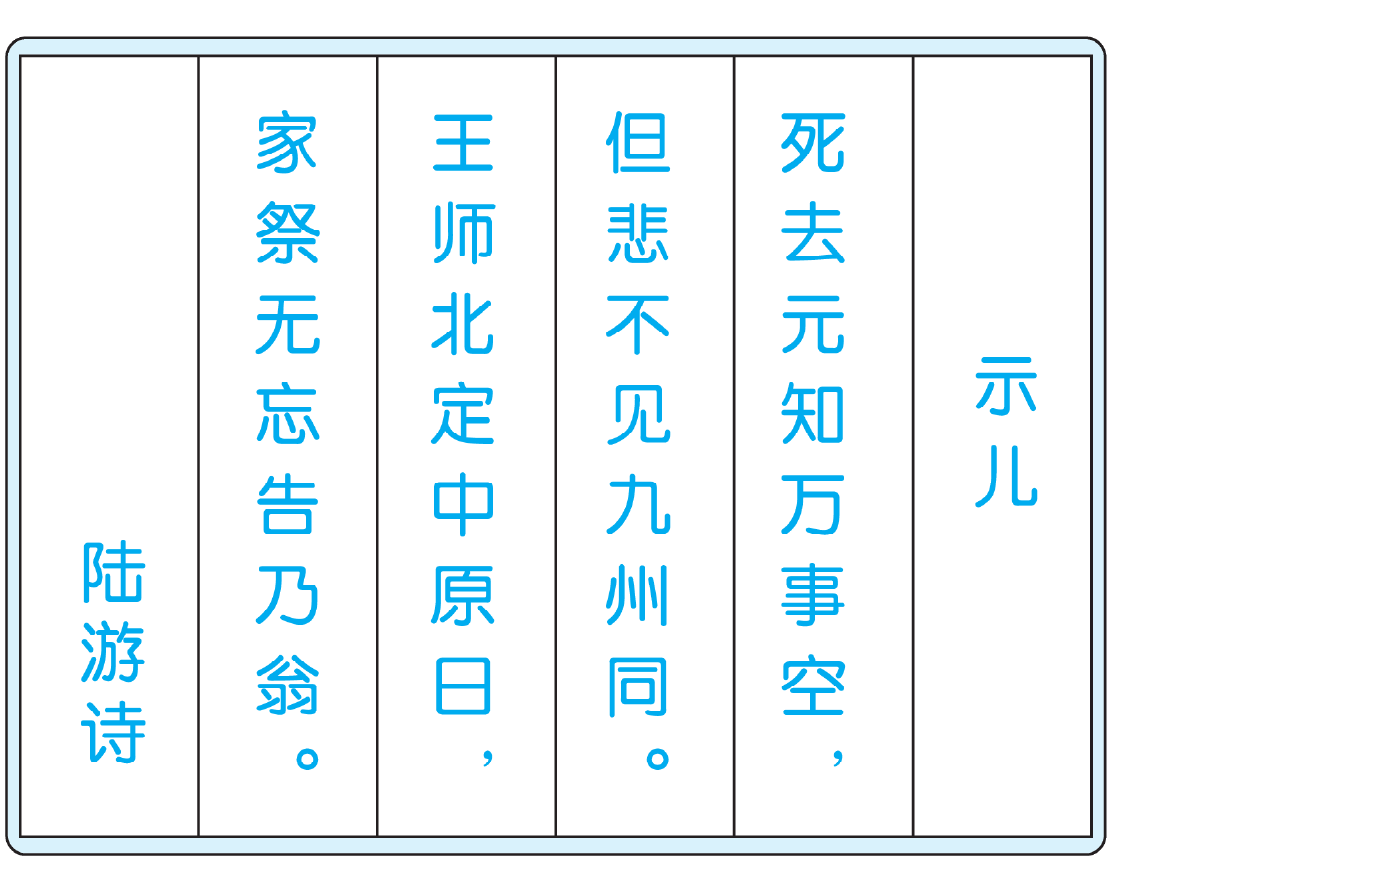 示儿
死去元知万事空，
但悲不见九州同。
王师北定中原日，
家祭无忘告乃翁。
陆游诗